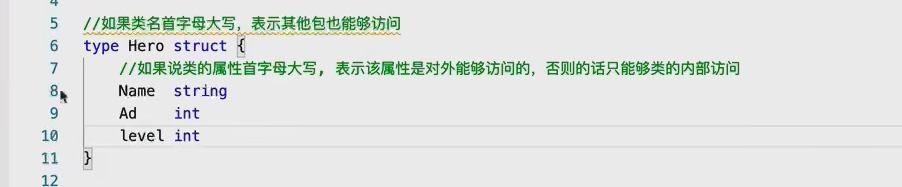 4
5 //如果类名首字母大写，表示其他包也能够访问
6 type Hero struct {
7 //如果说类的属性首字母大写, 表示该属性是对外能够访问的，否则的话只能够类的内部访问
8 Name string
9 Ad int
10 level int
11 }
12